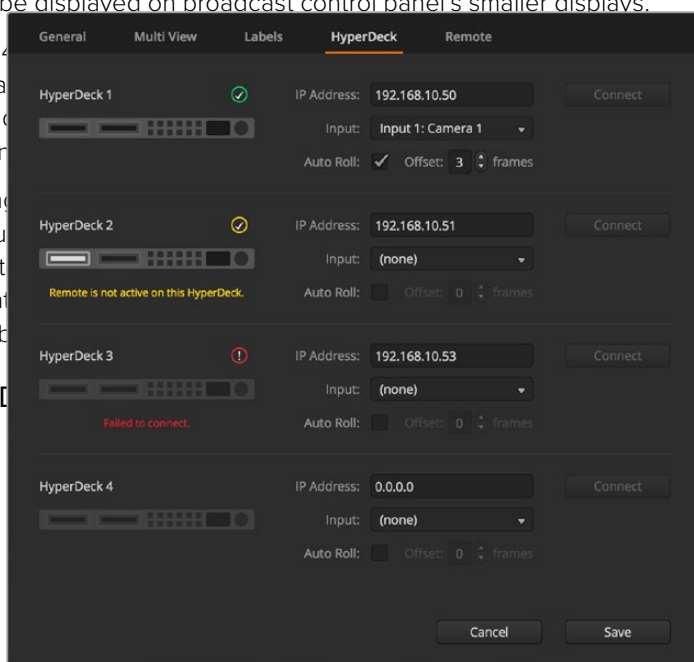 be displayed on broadcast control panel's smaller displays.
General Multi View Labels HyperDeck Remote
HyperDeck 1 IP Address: 192.168.10.50 Connect
Input: Input 1: Camera 1
Auto Roll: Offset: 3 frames
HyperDeck 2 IP Address: 192.168.10.51 Connect
Input: (none)
Remote is not active on this HyperDeck. Auto Roll: Offset: 0 frames
HyperDeck 3 IP Address: 192.168.10.53 Connect
Input: (none)
Failed to connect. Auto Roll: Offset: 0 frames
HyperDeck 4 IP Address: 0.0.0.0 Connect
Input: (none)
Auto Roll: Offset: 0 frames
Cancel Save